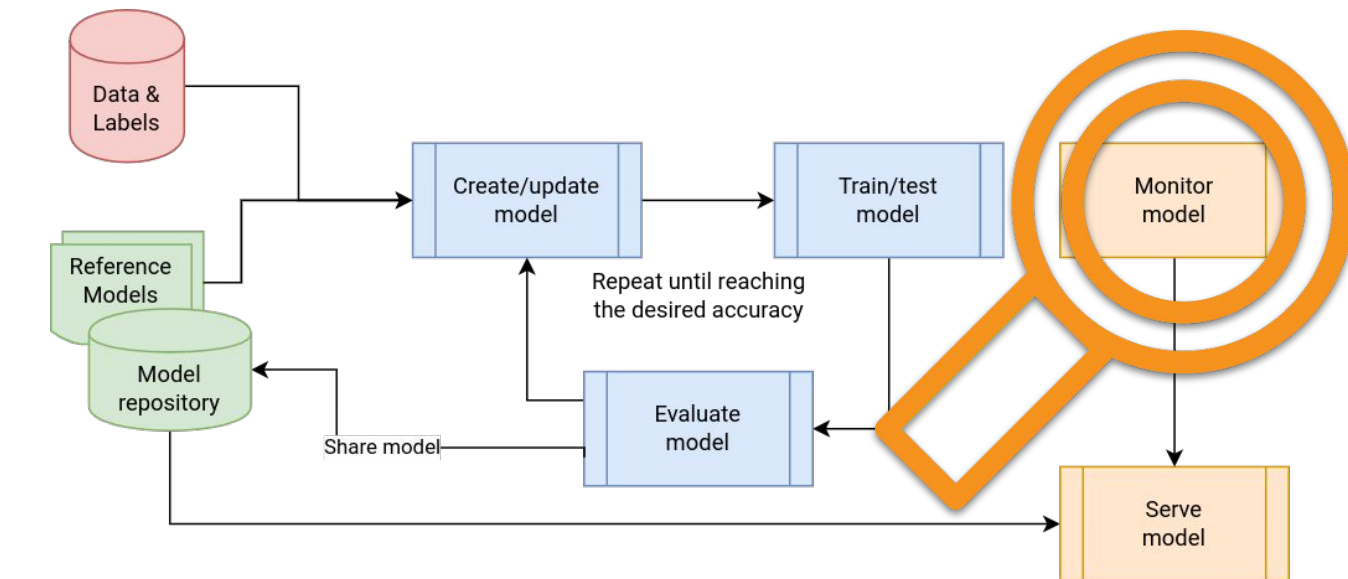 Data &
Labels
Create/update
model
Train/test
model
Monitor
model
Reference
Models
Repeat until reaching
the desired accuracy
Model
repository
Share model
Evaluate
model
Serve
model